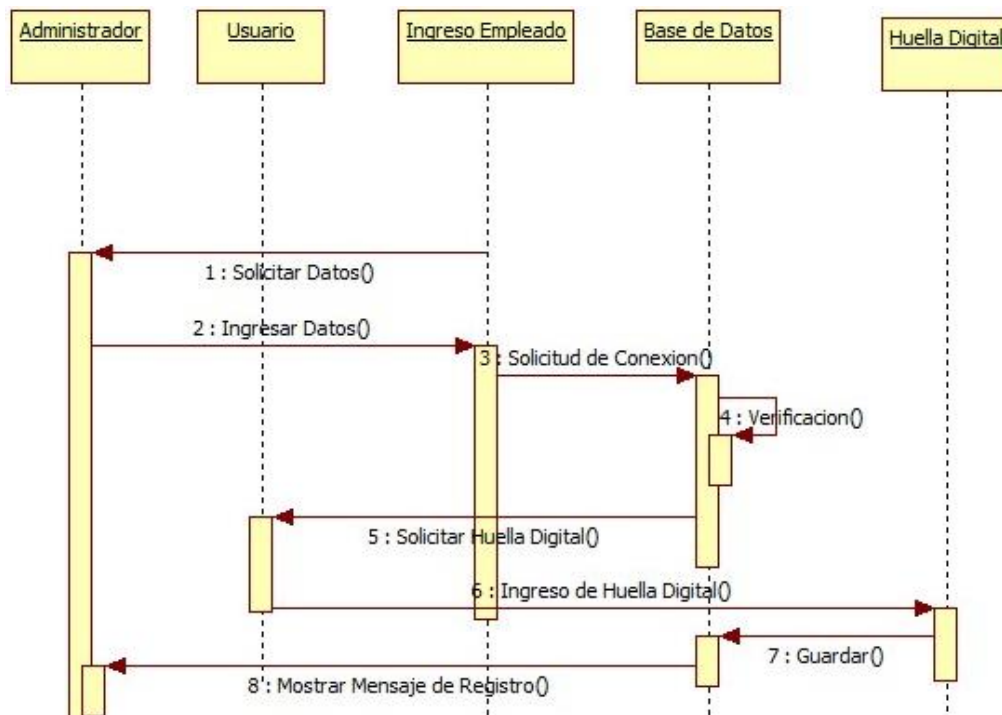 Administrador
Usuario
Ingreso Empleado
Base de Datos
Huella Digital
1 : Solicitar Datos()
2 : Ingresar Datos()
3 : Solicitud de Conexion()
4 : Verificacion()
5 : Solicitar Huella Digital()
6 : Ingreso de Huella Digital()
7 : Guardar()
8 : Mostrar Mensaje de Registro()